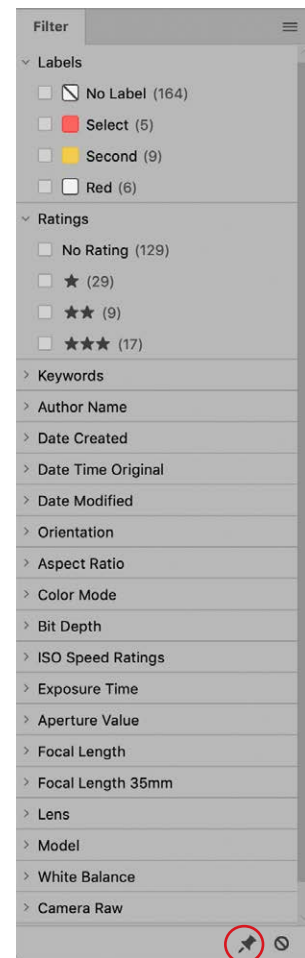 Filter
Labels
No Label (164)
Select (5)
Second (9)
Red (6)
Ratings
No Rating (129)
★ (29)
★★ (9)
★★★ (17)
Keywords
Author Name
Date Created
Date Time Original
Date Modified
Orientation
Aspect Ratio
Color Mode
Bit Depth
ISO Speed Ratings
Exposure Time
Aperture Value
Focal Length
Focal Length 35mm
Lens
Model
White Balance
Camera Raw